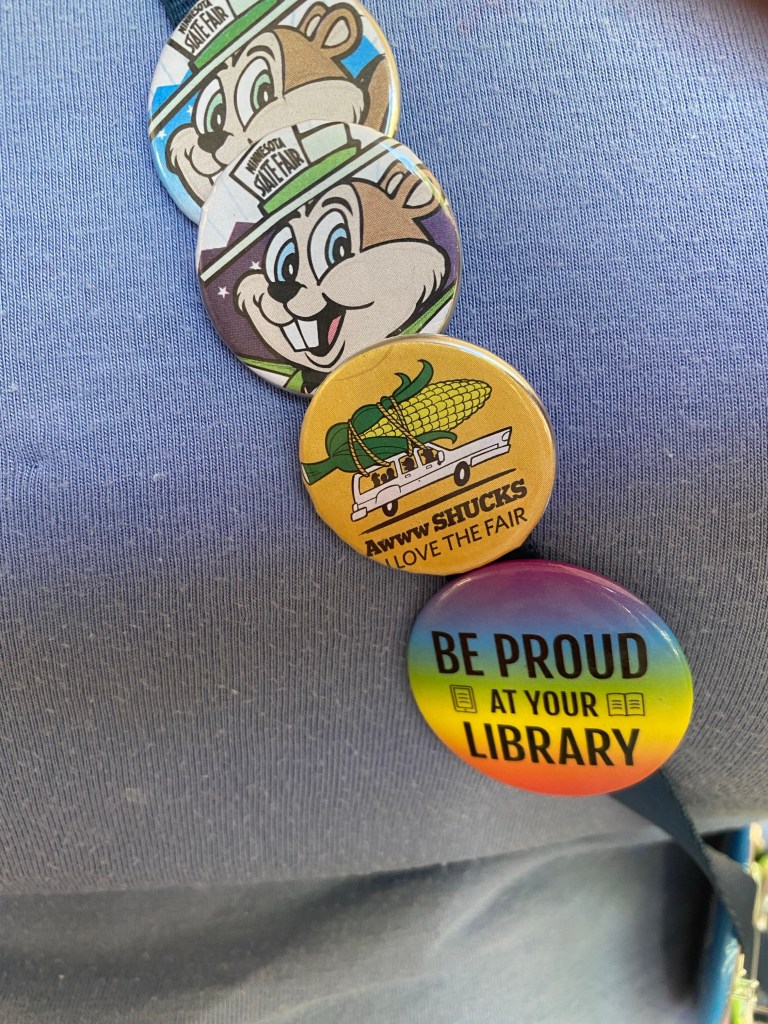 MINNESOTA
STATE FAIR
MINNESOTA
STATE FAIR
Awww SHUCKS
I LOVE THE FAIR
BE PROUD
AT YOUR
LIBRARY